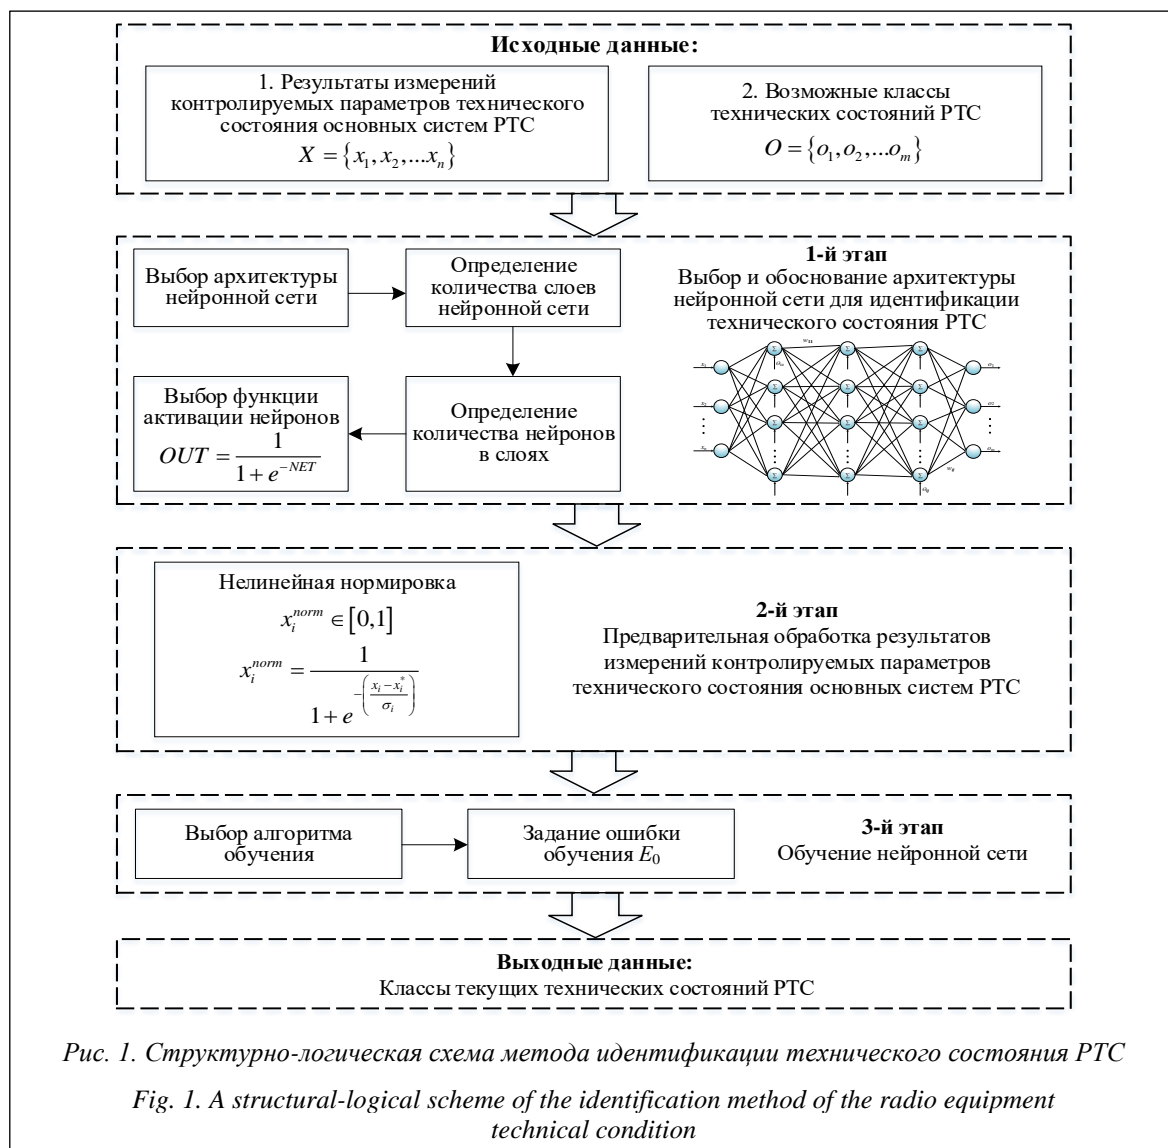 Исходные данные:
1. Результаты измерений
контролируемых параметров технического
состояния основных систем РТС
X = {x₁, x₂,...xₙ}
2. Возможные классы
технических состояний РТС
O = {o₁, o₂,...oₘ}
Выбор архитектуры
нейронной сети
Определение
количества слоев
нейронной сети
Выбор функции
активации нейронов
OUT = 1 / (1 + e^{-NET})
Определение
количества нейронов
в слоях
1-й этап
Выбор и обоснование архитектуры
нейронной сети для идентификации
технического состояния РТС
Нелинейная нормировка
x_i^{norm} ∈ [0,1]
x_i^{norm} = 1 / (1 + e^{-((x_i - x_i^*) / σ_i)})
2-й этап
Предварительная обработка результатов
измерений контролируемых параметров
технического состояния основных систем РТС
Выбор алгоритма
обучения
Задание ошибки
обучения E₀
3-й этап
Обучение нейронной сети
Выходные данные:
Классы текущих технических состояний РТС
Рис. 1. Структурно-логическая схема метода идентификации технического состояния РТС
Fig. 1. A structural-logical scheme of the identification method of the radio equipment
technical condition